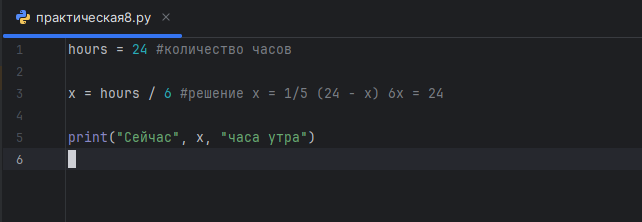 практическая8.py
1 hours = 24 #количество часов
2
3 x = hours / 6 #решение x = 1/5 (24 - x) 6x = 24
4
5 print("Сейчас", x, "часа утра")
6